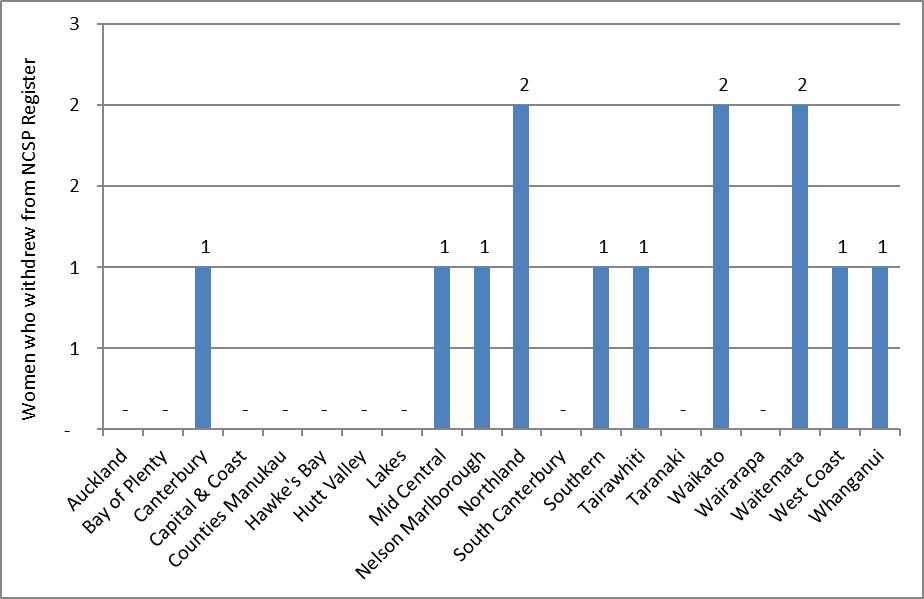 Women who withdrew from NCSP Register
3
2
2
1
1
-
- - 1 - - - - - 1 1 2 - 1 1 - 2 - 2 1 1
Auckland
Bay of Plenty
Canterbury
Capital & Coast
Counties Manukau
Hawke's Bay
Hutt Valley
Lakes
Mid Central
Nelson Marlborough
Northland
South Canterbury
Southern
Tairawhiti
Taranaki
Waikato
Wairarapa
Waitemata
West Coast
Whanganui